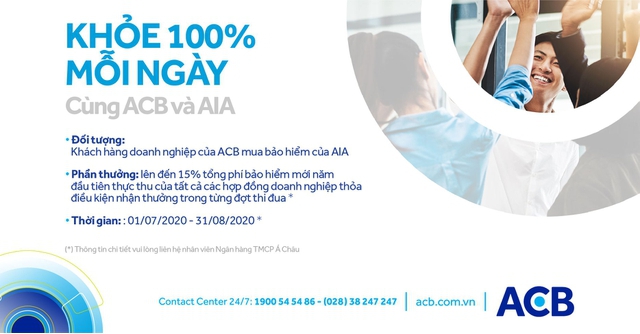 KHỎE 100%
MỖI NGÀY
Cùng ACB và AIA
• Đối tượng:
Khách hàng doanh nghiệp của ACB mua bảo hiểm của AIA
• Phần thưởng: lên đến 15% tổng phí bảo hiểm mới năm
đầu tiên thực thu của tất cả các hợp đồng doanh nghiệp thỏa
điều kiện nhận thưởng trong từng đợt thi đua *
• Thời gian: : 01/07/2020 - 31/08/2020 *
(*) Thông tin chi tiết vui lòng liên hệ nhân viên Ngân hàng TMCP Á Châu
Contact Center 24/7: 1900 54 54 86 - (028) 38 247 247 | acb.com.vn | ACB